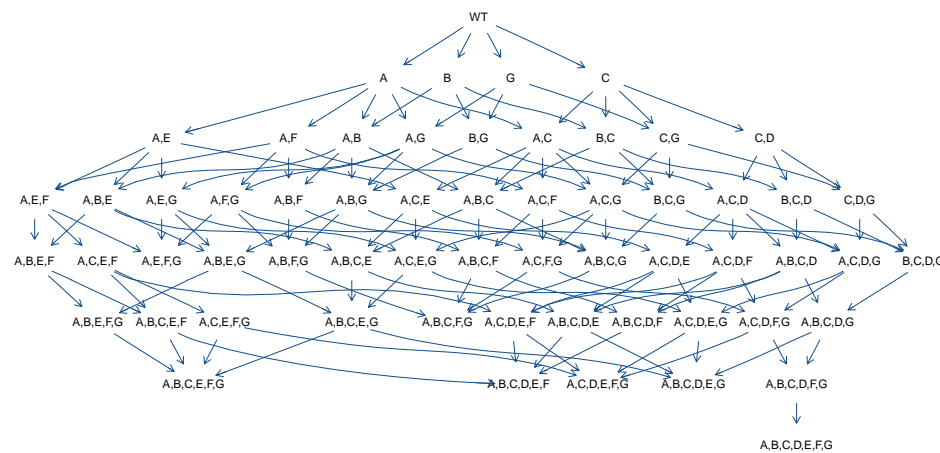 WT
A B G C
A,E A,F A,B A,G B,G A,C B,C C,G C,D
A,E,F A,B,E A,E,G A,F,G A,B,F A,B,G A,C,E A,B,C A,C,F A,C,G B,C,G A,C,D B,C,D C,D,G
A,B,E,F A,C,E,F A,E,F,G A,B,E,G A,B,F,G A,B,C,E A,C,E,G A,B,C,F A,C,F,G A,B,C,G A,C,D,E A,C,D,F A,B,C,D A,C,D,G B,C,D,G
A,B,E,F,G A,B,C,E,F A,C,E,F,G A,B,C,E,G A,B,C,F,G A,C,D,E,F A,B,C,D,E A,B,C,D,F A,C,D,E,G A,C,D,F,G A,B,C,D,G
A,B,C,E,F,G A,B,C,D,E,F A,C,D,E,F,G A,B,C,D,E,G A,B,C,D,F,G
A,B,C,D,E,F,G